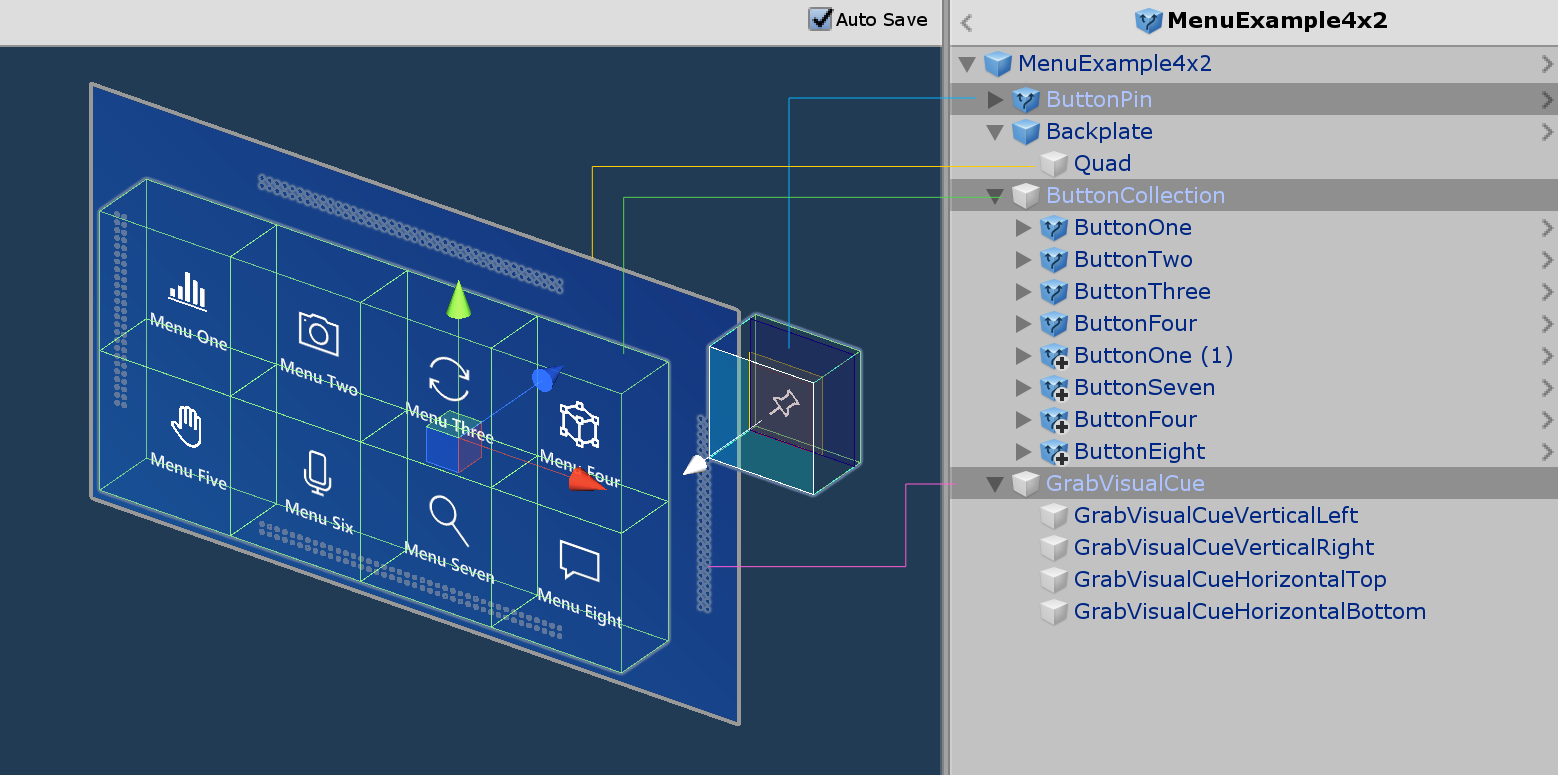 Auto Save
MenuExample4x2
MenuExample4x2
ButtonPin
Backplate
Quad
ButtonCollection
ButtonOne
ButtonTwo
ButtonThree
ButtonFour
ButtonOne (1)
ButtonSeven
ButtonFour
ButtonEight
GrabVisualCue
GrabVisualCueVerticalLeft
GrabVisualCueVerticalRight
GrabVisualCueHorizontalTop
GrabVisualCueHorizontalBottom
Menu One
Menu Two
Menu Three
Menu Four
Menu Five
Menu Six
Menu Seven
Menu Eight